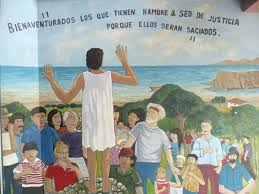 "BIENAVENTURADOS LOS QUE TIENEN HAMBRE & SED DE JUSTICIA
PORQUE ELLOS SERAN SACIADOS."